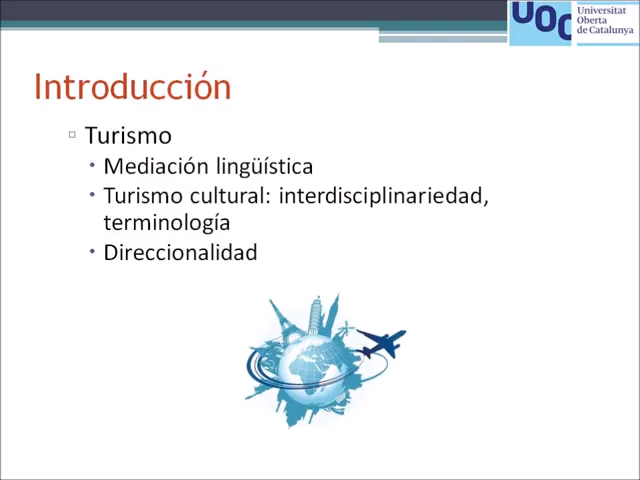 UOC
Universitat
Oberta
de Catalunya
Introducción
Turismo
Mediación lingüística
Turismo cultural: interdisciplinariedad,
terminología
Direccionalidad